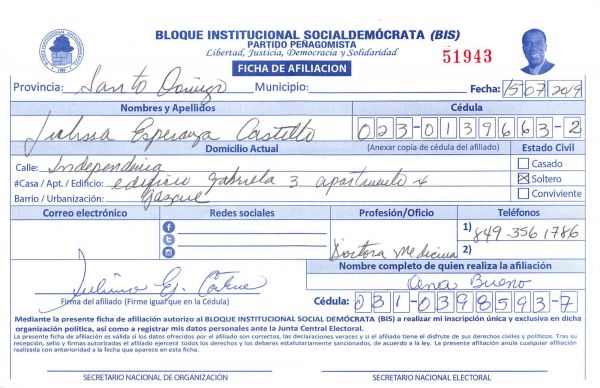 BLOQUE INSTITUCIONAL SOCIALDEMÓCRATA (BIS)
PARTIDO PEÑAGOMISTA
Libertad, Justicia, Democracia y Solidaridad
51943
FICHA DE AFILIACION
Provincia: Santo Domingo Municipio: Fecha: 15/07/2019
Nombres y Apellidos Cédula
Julissa Esperanza Castillo 023-0139663-2
Domicilio Actual (Anexar copia de cédula del afiliado) Estado Civil
Calle: Independencia Casado
#Casa / Apt. / Edificio: edificio Gabriela 3 apartamento 4 Soltero
Barrio / Urbanización: Gazcue Conviviente
Correo electrónico Redes sociales Profesión/Oficio Teléfonos
1) 849-356 1786
Doctora Medicina 2)
Nombre completo de quien realiza la afiliación
Bueno
Firma del afiliado (Firme igual que en la Cédula) Cédula: 031-0398593-7
Mediante la presente ficha de afiliación autorizo al BLOQUE INSTITUCIONAL SOCIAL DEMÓCRATA (BIS) a realizar mi inscripción única y exclusiva en dicha
organización política, así como a registrar mis datos personales ante la Junta Central Electoral.
La presente ficha de afiliación es válida si los datos ofrecidos por el afiliado son correctos, las declaraciones veraces y si el afiliado tiene el disfrute de sus derechos civiles y políticos. Tras su
recepción, sello y firmas autorizadas el afiliado ejercerá todos los derechos y los deberes estatutariamente sancionados, de acuerdo a la ley. La presente afiliación anula cualquier afiliación
realizada con anterioridad a la fecha que aparece en esta ficha.
SECRETARIO NACIONAL DE ORGANIZACIÓN SECRETARIO NACIONAL ELECTORAL